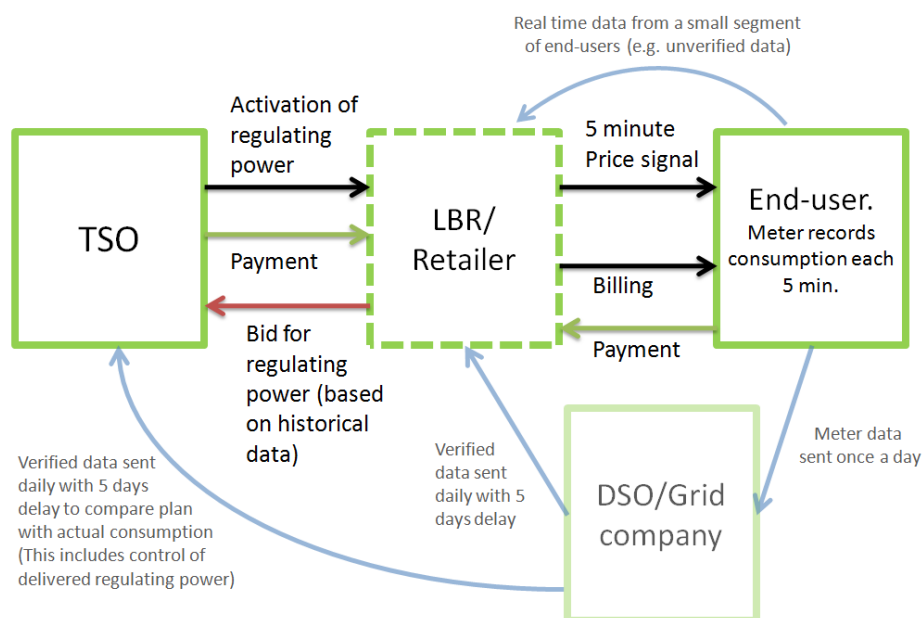 Real time data from a small segment
of end-users (e.g. unverified data)
Activation of
regulating
power
5 minute
Price signal
TSO
LBR/
Retailer
End-user.
Meter records
consumption each
5 min.
Payment
Billing
Bid for
regulating
power (based
on historical
data)
Payment
Verified data sent
daily with 5 days
delay to compare plan
with actual consumption
(This includes control of
delivered regulating power)
Verified
data sent
daily with 5
days delay
DSO/Grid
company
Meter data
sent once a day